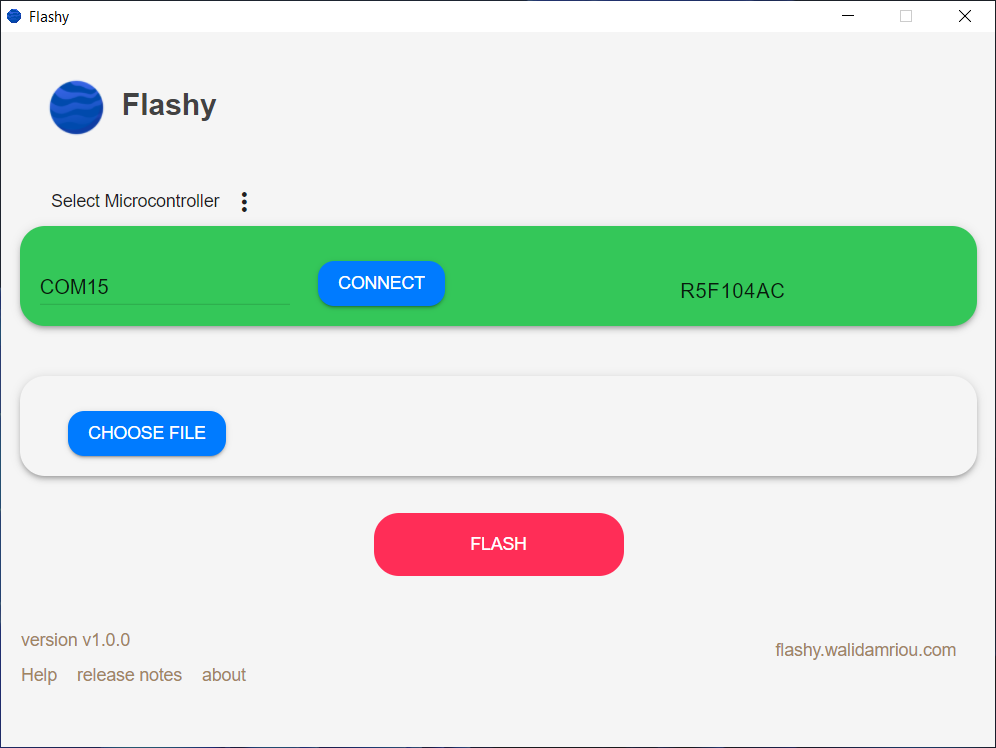 Flashy
Flashy
Select Microcontroller
COM15 CONNECT R5F104AC
CHOOSE FILE
FLASH
version v1.0.0
flashy.walidamriou.com
Help release notes about